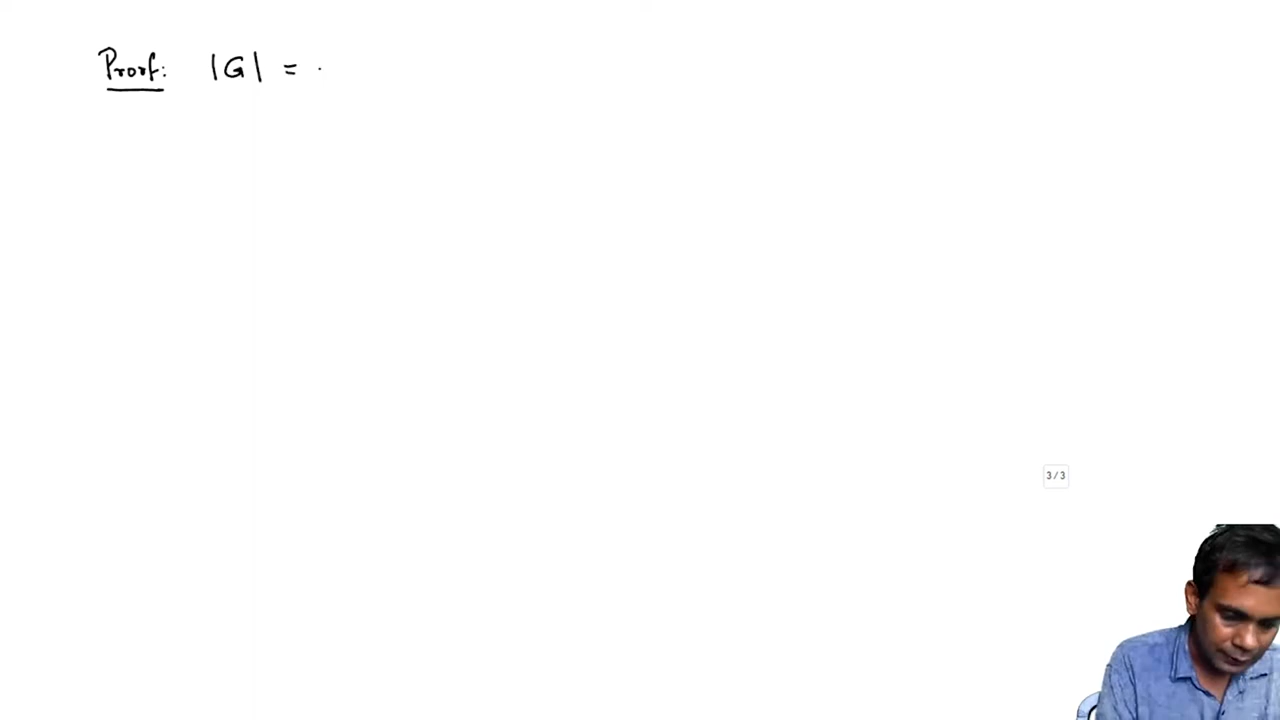 Proof: |G| = .
3/3